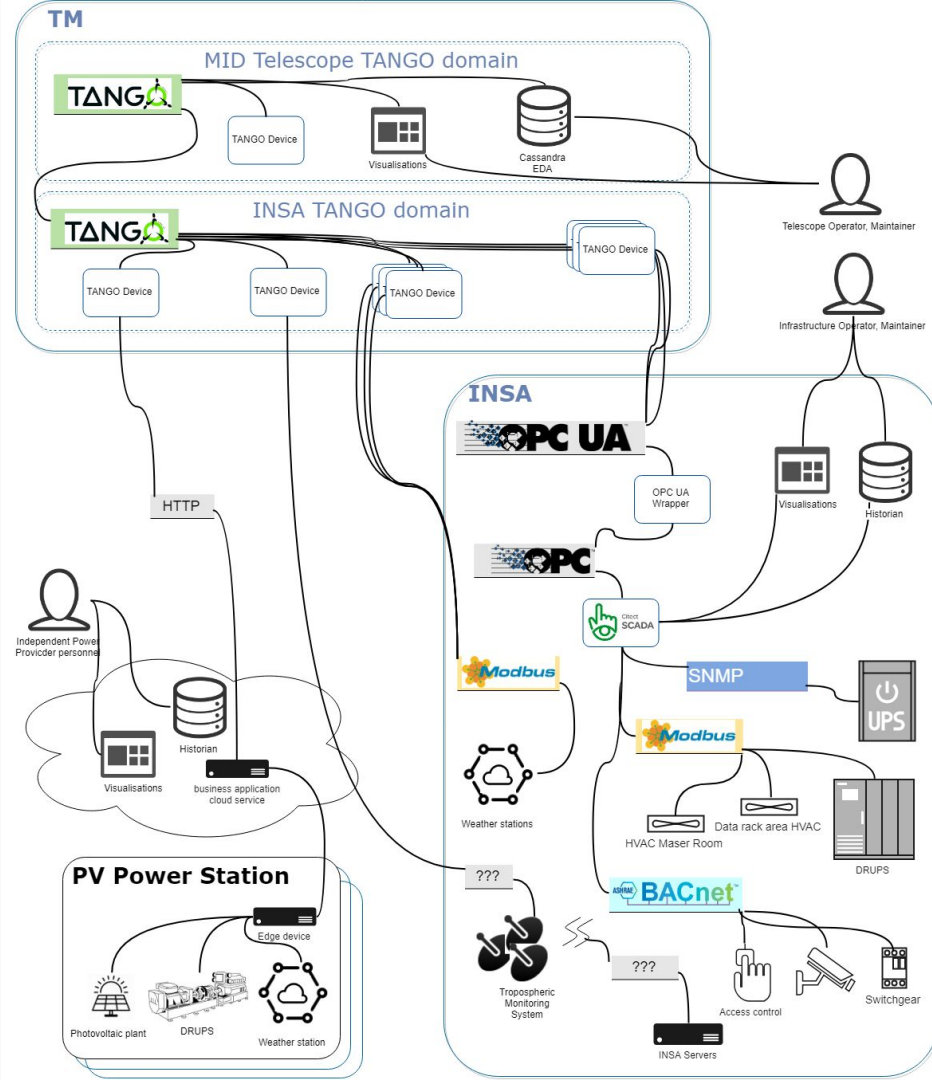 TM
MID Telescope TANGO domain
TANGO
TANGO Device
Visualisations
Cassandra
EDA
Telescope Operator, Maintainer
INSA TANGO domain
TANGO
TANGO Device
TANGO Device
TANGO Device
TANGO Device
Infrastructure Operator, Maintainer
INSA
OPC UA
OPC UA
Wrapper
Visualisations
Historian
HTTP
OPC
Citect
SCADA
Independent Power
Provicder personnel
Modbus
SNMP
UPS
Modbus
Historian
Visualisations
business application
cloud service
Weather stations
HVAC Maser Room
Data rack area HVAC
DRUPS
PV Power Station
Edge device
Photovoltaic plant
DRUPS
Weather station
???
ASHRAE BACnet™
Tropospheric
Monitoring
System
???
INSA Servers
Access control
Switchgear